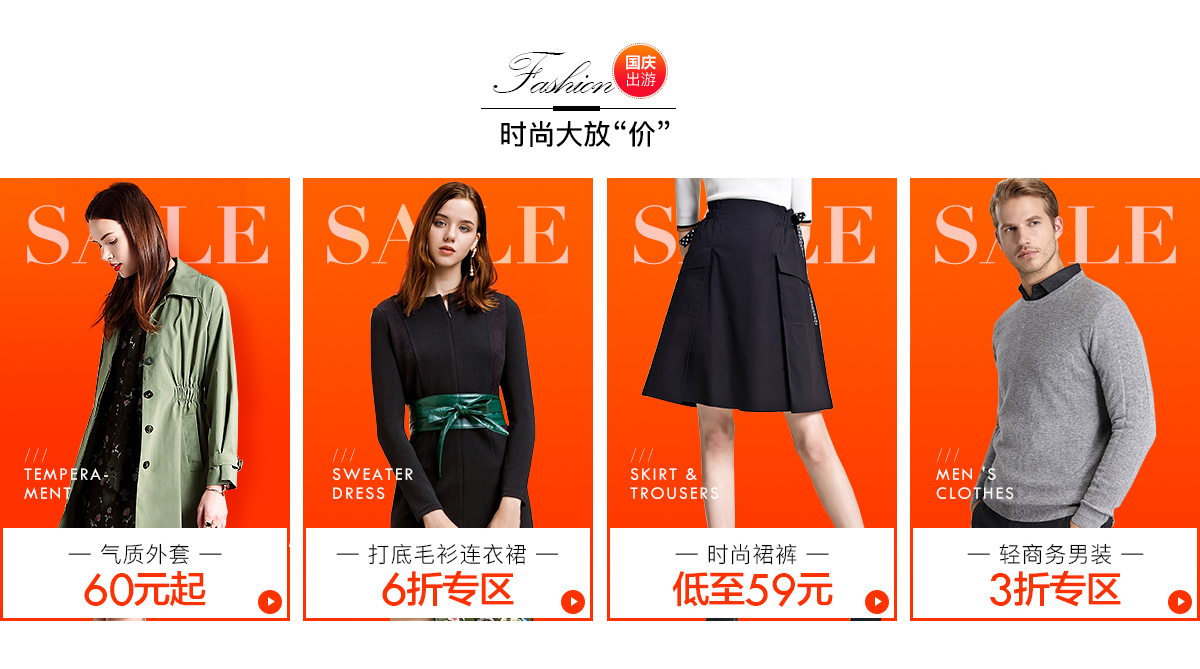 Fashion
国庆
出游
时尚大放“价”
SALE
TEMPERA-
MENT
气质外套
60元起
SALE
SWEATER
DRESS
打底毛衫连衣裙
6折专区
SALE
SKIRT &
TROUSERS
时尚裙裤
低至59元
SALE
MEN 'S
CLOTHES
轻商务男装
3折专区